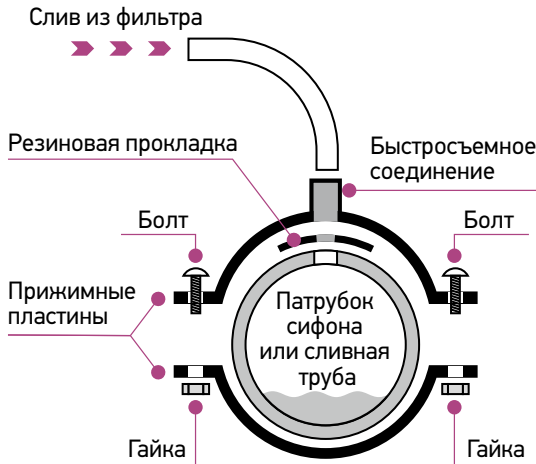 Слив из фильтра
Резиновая прокладка
Быстросъемное
соединение
Болт
Болт
Прижимные
пластины
Патрубок
сифона
или сливная
труба
Гайка
Гайка